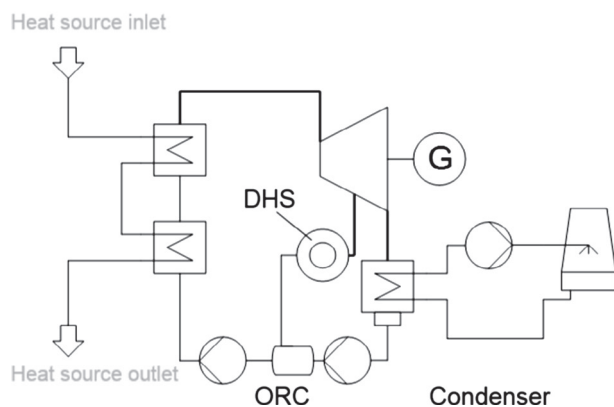 Heat source inlet
G
DHS
Heat source outlet
ORC
Condenser